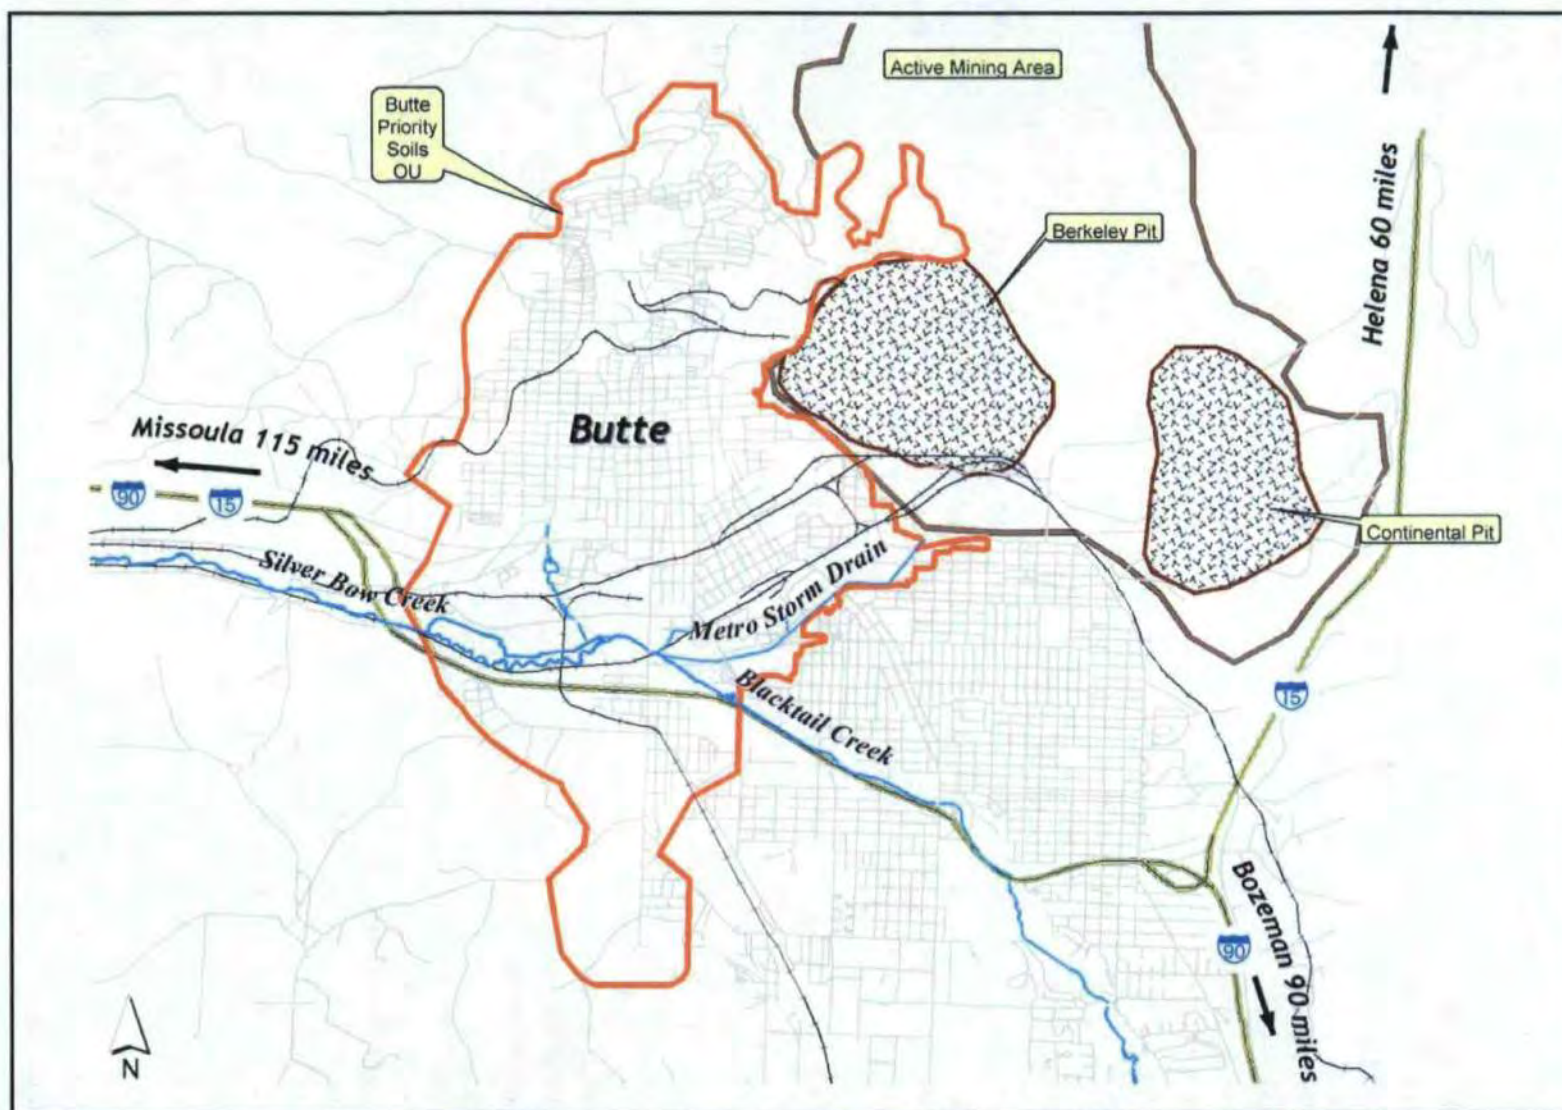 Active Mining Area
Butte
Priority
Soils
OU
Helena 60 miles
Berkeley Pit
Butte
Missoula 115 miles
90
15
Continental Pit
Silver Bow Creek
Metro Storm Drain
Blacktail Creek
15
Bozeman 90 miles
90
N